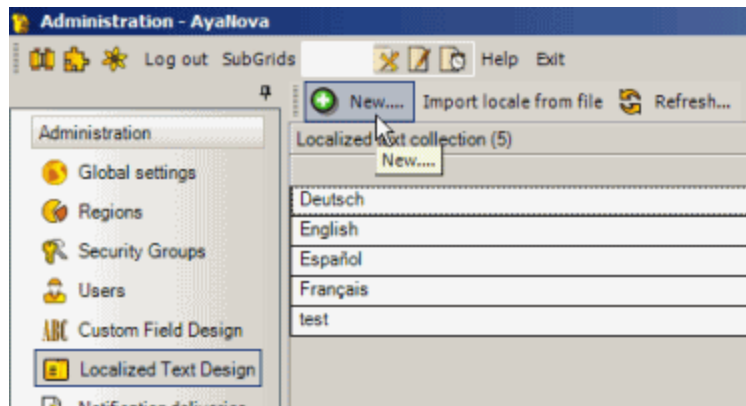 Administration - AyaNova
Log out SubGrids Help Exit
New.... Import locale from file Refresh...
Administration
Localized text collection (5)
New....
Global settings
Regions
Security Groups
Users
Custom Field Design
Localized Text Design
Deutsch
English
Español
Français
test